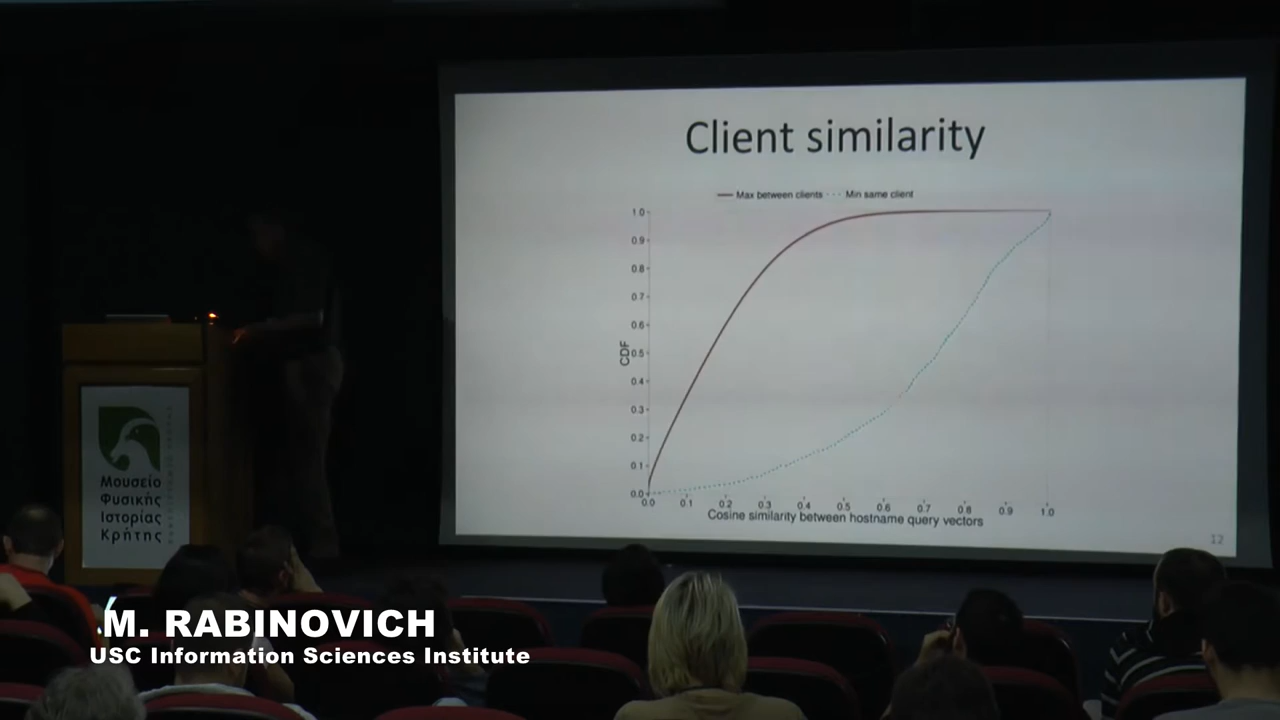 Client similarity
Max between clients
Min same client
1.0
0.9
0.8
0.7
0.6
0.5
0.4
0.3
0.2
0.1
0.0
CDF
0.0 0.1 0.2 0.3 0.4 0.5 0.6 0.7 0.8 0.9 1.0
Cosine similarity between hostname query vectors
12
Μουσείο
Φυσικής
Ιστορίας
Κρήτης
M. RABINOVICH
USC Information Sciences Institute